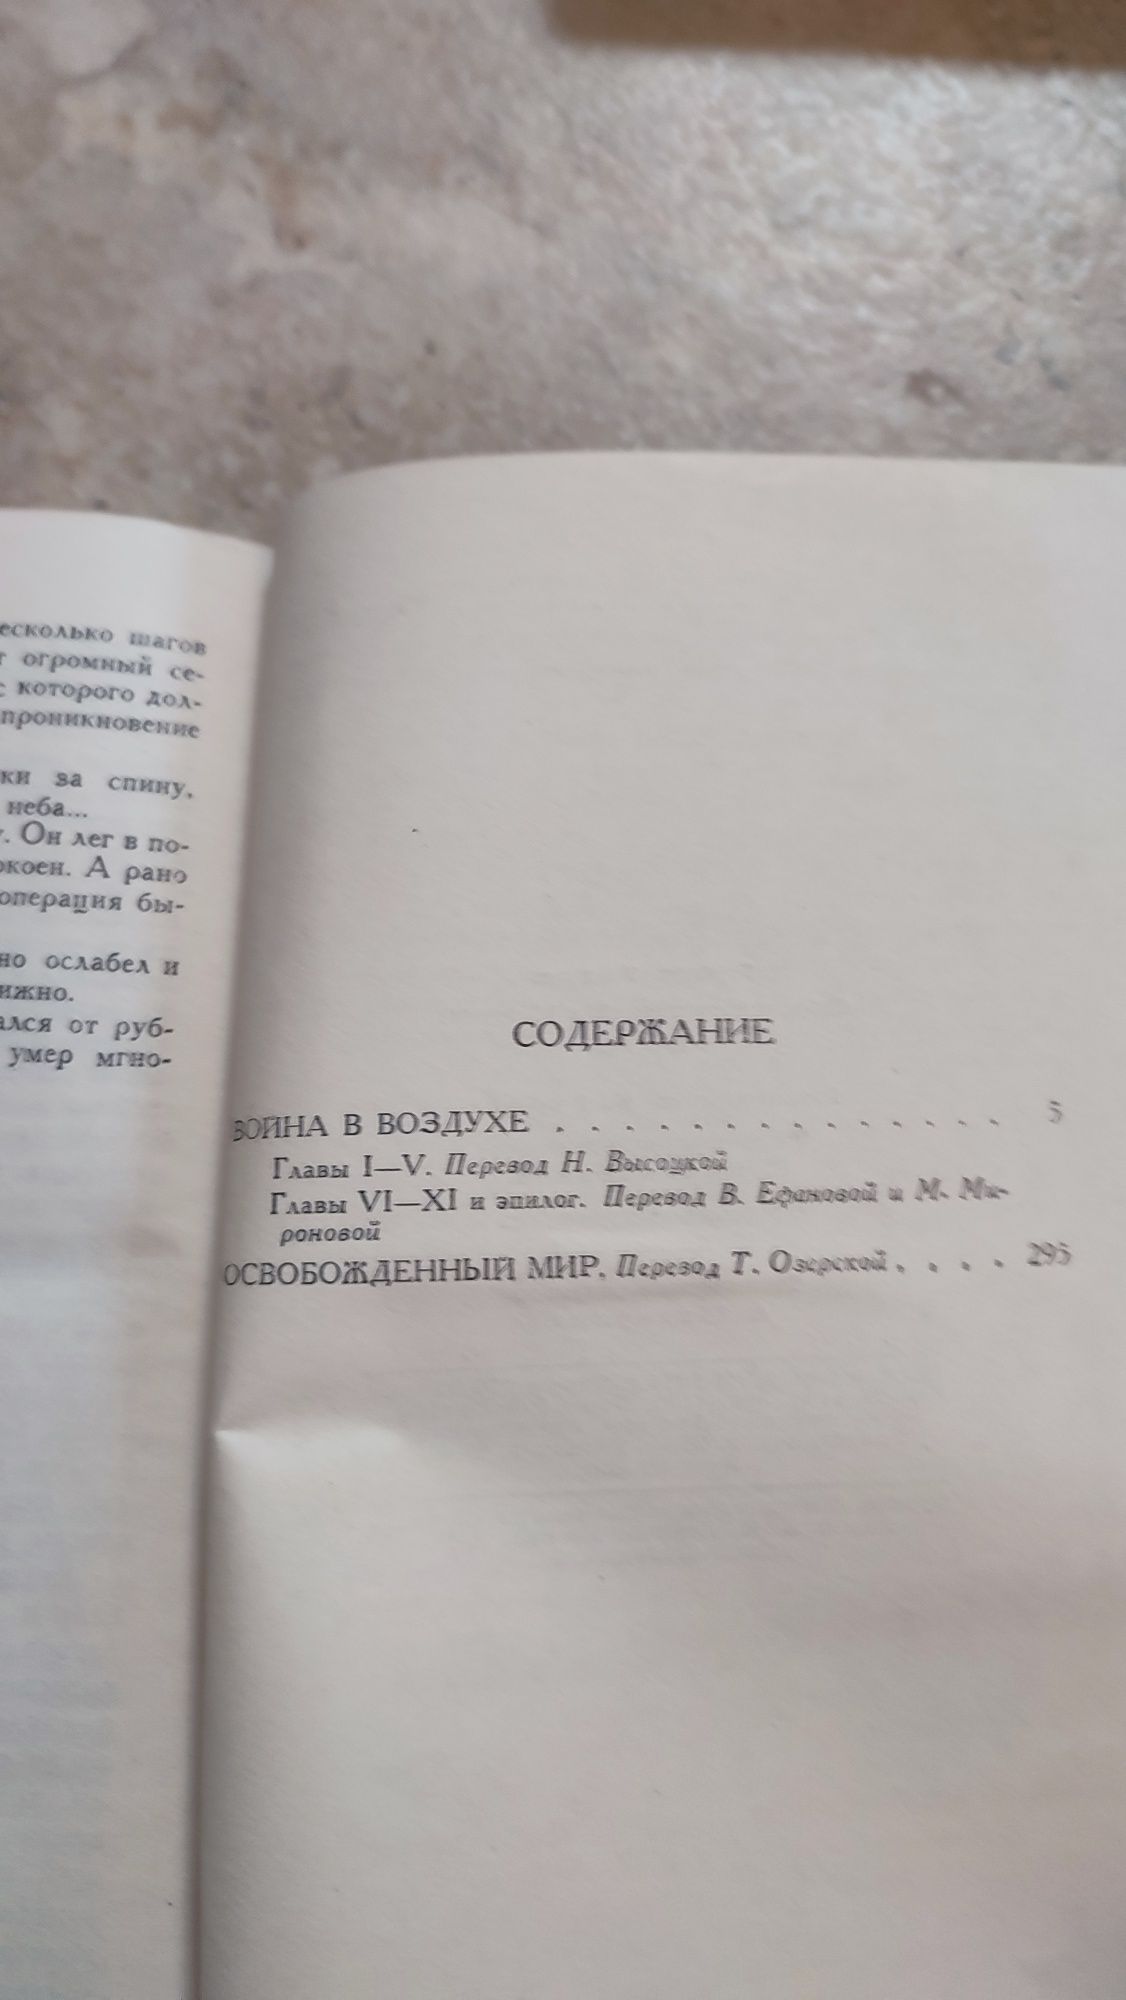 есколько шагов
т огромный се-
с которого дол-
проникновение
ки за спину,
неба...
у. Он лег в по-
окоен. А рано
операция бы-
но ослабел и
ижно.
ался от руб-
умер мгно-
СОДЕРЖАНИЕ
ВОЙНА В ВОЗДУХЕ . . . . . . . . . . . . . . 5
Главы I—V. Перевод Н. Высоцкой
Главы VI—XI и эпилог. Перевод В. Ефановой и М. Ми-
роновой
ОСВОБОЖДЕННЫЙ МИР. Перевод Т. Озерской . . . . 295